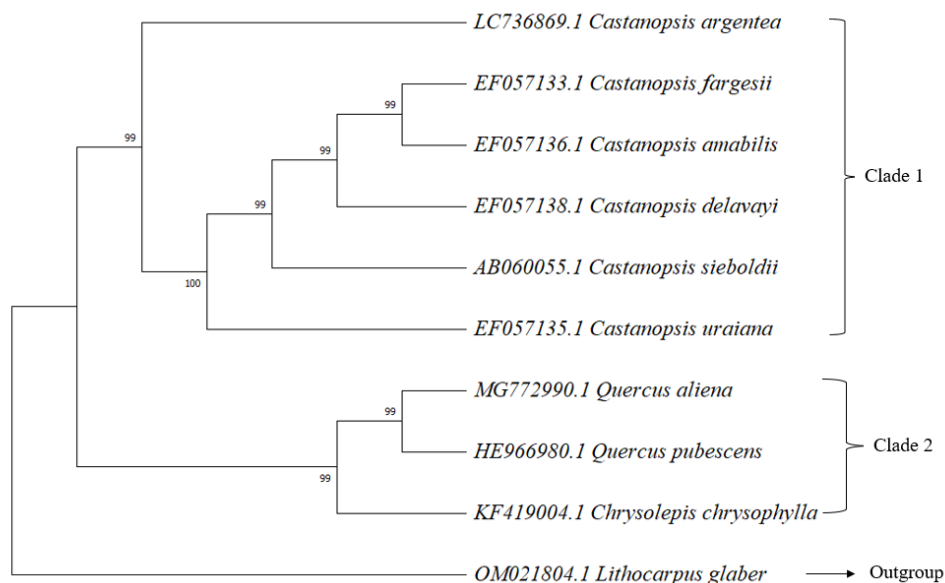 LC736869.1 Castanopsis argentea
EF057133.1 Castanopsis fargesii
99
EF057136.1 Castanopsis amabilis
99
99
Clade 1
EF057138.1 Castanopsis delavayi
99
AB060055.1 Castanopsis sieboldii
100
EF057135.1 Castanopsis uraiana
MG772990.1 Quercus aliena
99
Clade 2
HE966980.1 Quercus pubescens
99
KF419004.1 Chrysolepis chrysophylla
OM021804.1 Lithocarpus glaber
Outgroup